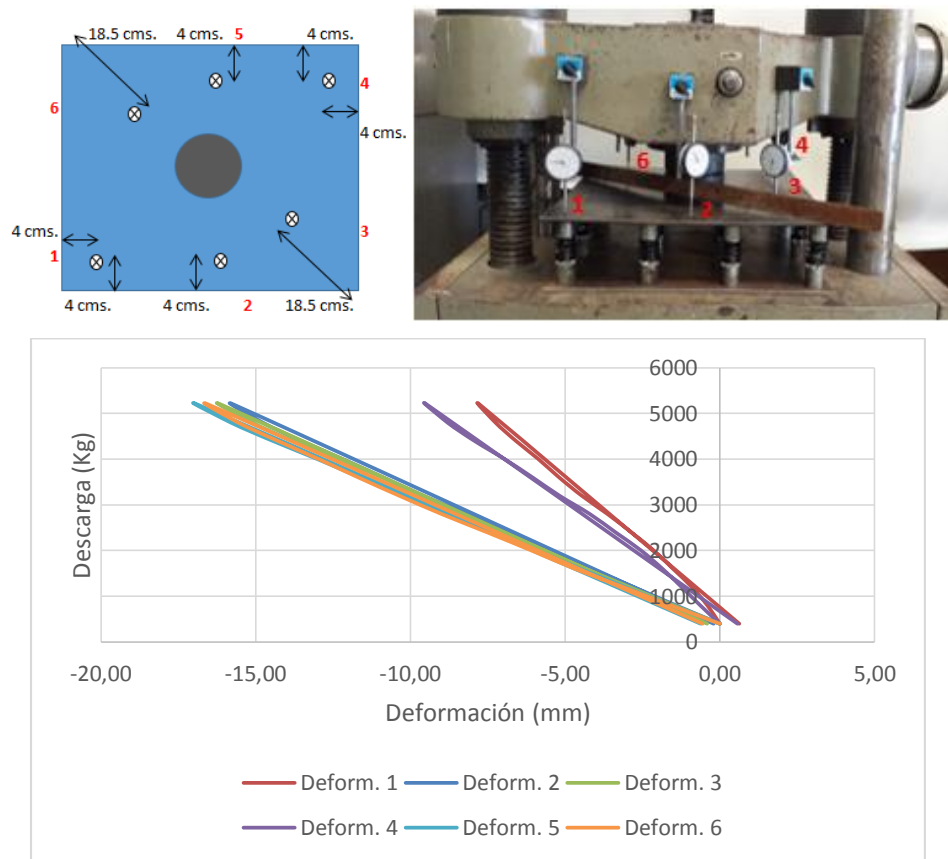 18.5 cms. 4 cms. 5 4 cms.
4
6
4 cms.
4 cms.
3
1
4 cms. 4 cms. 2 18.5 cms.
6 4
3
1 2
6000
5000
4000
3000
2000
1000
0
Descarga (Kg)
-20,00 -15,00 -10,00 -5,00 0,00 5,00
Deformación (mm)
Deform. 1 Deform. 2 Deform. 3
Deform. 4 Deform. 5 Deform. 6